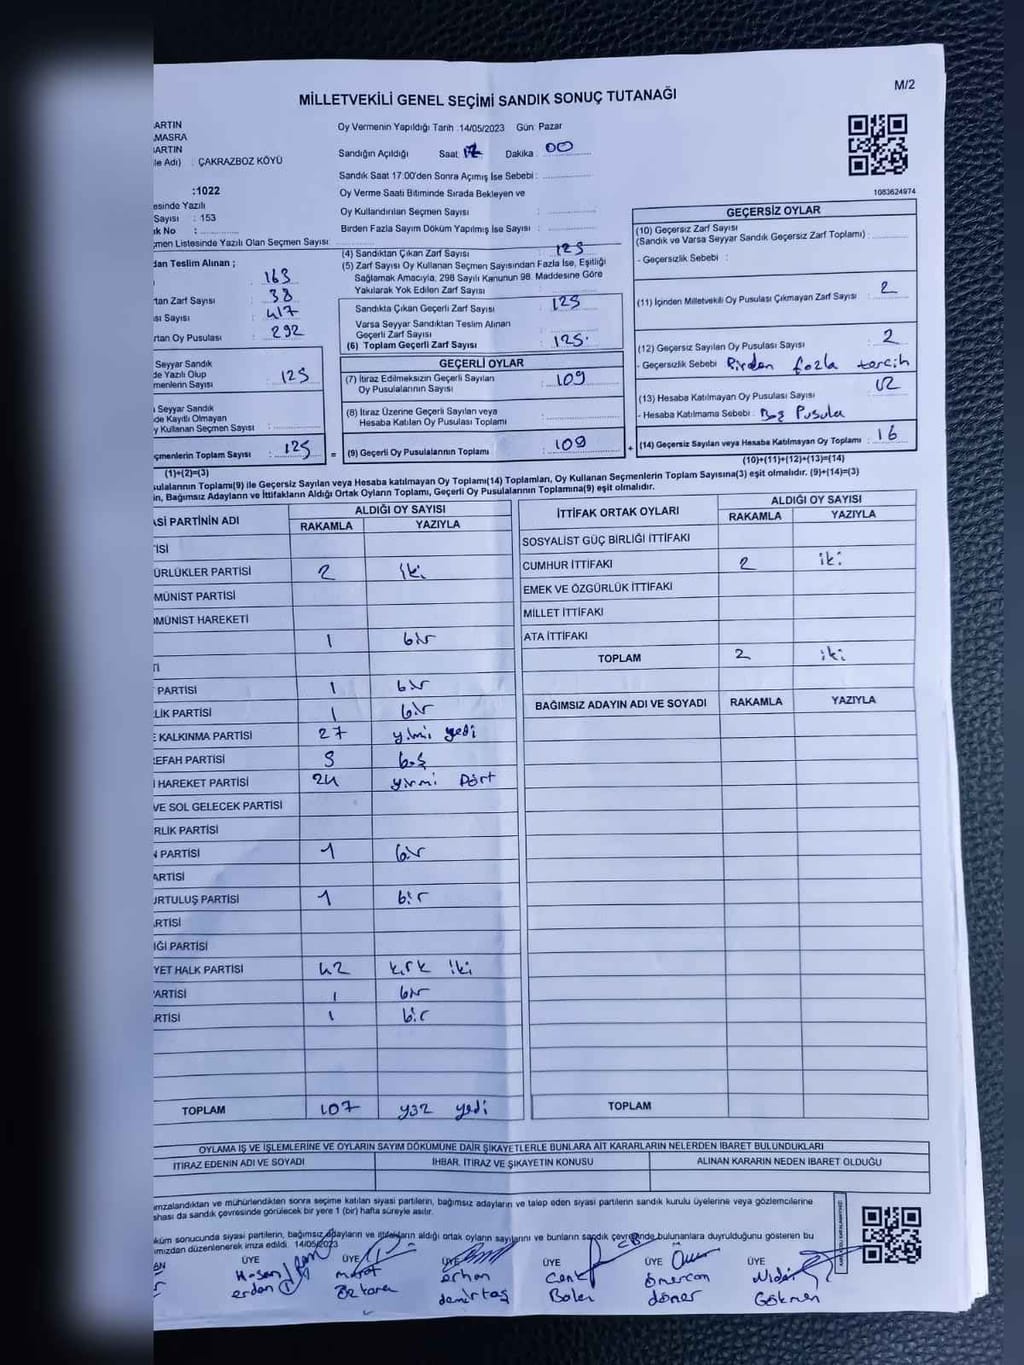 M/2
MİLLETVEKİLİ GENEL SEÇİMİ SANDIK SONUÇ TUTANAĞI
ARTIN
MASRA
ARTIN
le Adı) : ÇAKRAZBOZ KÖYÜ
:1022
esinde Yazılı
Sayısı : 153
ık No :
çmen Listesinde Yazılı Olan Seçmen Sayısı:
dan Teslim Alınan ;
163
rtan Zarf Sayısı : 38
ası Sayısı : 417
rtan Oy Pusulası : 292
Seyyar Sandık
de Yazılı Olup
menlerin Sayısı : 125
Seyyar Sandık
de Kayıtlı Olmayan
y Kullanan Seçmen Sayısı :
çmenlerin Toplam Sayısı : 125
(1)+(2)=(3)
Oy Vermenin Yapıldığı Tarih :14/05/2023 Gün: Pazar
Sandığın Açıldığı Saat: 17 Dakika : 00
Sandık Saat 17:00'den Sonra Açımış İse Sebebi :
Oy Verme Saati Bitiminde Sırada Bekleyen ve
Oy Kullandırılan Seçmen Sayısı :
Birden Fazla Sayım Döküm Yapılmış İse Sayısı :
(4) Sandıktan Çıkan Zarf Sayısı : 125
(5) Zarf Sayısı Oy Kullanan Seçmen Sayısından Fazla İse, Eşitliği
Sağlamak Amacıyla, 298 Sayılı Kanunun 98. Maddesine Göre
Yakılarak Yok Edilen Zarf Sayısı
Sandıkta Çıkan Geçerli Zarf Sayısı : 125
Varsa Seyyar Sandıktan Teslim Alınan
Geçerli Zarf Sayısı
(6) Toplam Geçerli Zarf Sayısı : 125
GEÇERLİ OYLAR
(7) İtiraz Edilmeksizin Geçerli Sayılan
Oy Pusulalarının Sayısı : 109
(8) İtiraz Üzerine Geçerli Sayılan veya
Hesaba Katılan Oy Pusulaları Toplamı
= (9) Geçerli Oy Pusulalarının Toplamı : 109 +
1083624974
GEÇERSİZ OYLAR
(10) Geçersiz Zarf Sayısı
(Sandık ve Varsa Seyyar Sandık Geçersiz Zarf Toplamı) :
- Geçersizlik Sebebi :
(11) İçinden Milletvekili Oy Pusulası Çıkmayan Zarf Sayısı : 2
(12) Geçersiz Sayılan Oy Pusulası Sayısı : 2
- Geçersizlik Sebebi : Birden fazla tercih
(13) Hesaba Katılmayan Oy Pusulası Sayısı : 12
- Hesaba Katılmama Sebebi : Boş Pusula
(14) Geçersiz Sayılan veya Hesaba Katılmayan Oy Toplamı : 16
(10)+(11)+(12)+(13)=(14)
sulalarının Toplamı(9) ile Geçersiz Sayılan veya Hesaba katılmayan Oy Toplamı(14) Toplamları, Oy Kullanan Seçmenlerin Toplam Sayısına(3) eşit olmalıdır. (9)+(14)=(3)
in, Bağımsız Adayların ve İttifakların Aldığı Ortak Oyların Toplamı, Geçerli Oy Pusulalarının Toplamına(9) eşit olmalıdır.
ASİ PARTİNİN ADI ALDIĞI OY SAYISI
RAKAMLA YAZIYLA
TİSİ
ÜRLÜKLER PARTİSİ 2 iki
MÜNİST PARTİSİ
OMÜNİST HAREKETİ
1 bir
Tİ
PARTİSİ 1 bir
LİK PARTİSİ 1 bir
E KALKINMA PARTİSİ 27 yimi yedi
REFAH PARTİSİ 5 beş
İ HAREKET PARTİSİ 24 yirmi Dört
VE SOL GELECEK PARTİSİ
RLİK PARTİSİ
N PARTİSİ 1 bir
ARTİSİ
URTULUŞ PARTİSİ 1 bir
RTİSİ
İĞİ PARTİSİ
YET HALK PARTİSİ 42 kırk iki
PARTİSİ 1 bir
RTİSİ 1 bir
TOPLAM 107 yüz yedi
İTTİFAK ORTAK OYLARI ALDIĞI OY SAYISI
RAKAMLA YAZIYLA
SOSYALİST GÜÇ BİRLİĞİ İTTİFAKI
CUMHUR İTTİFAKI 2 iki
EMEK VE ÖZGÜRLÜK İTTİFAKI
MİLLET İTTİFAKI
ATA İTTİFAKI
TOPLAM 2 iki
BAĞIMSIZ ADAYIN ADI VE SOYADI RAKAMLA YAZIYLA
TOPLAM
OYLAMA İŞ VE İŞLEMLERİNE VE OYLARIN SAYIM DÖKÜMÜNE DAİR ŞİKAYETLERLE BUNLARA AİT KARARLARIN NELERDEN İBARET BULUNDUKLARI
İTİRAZ EDENİN ADI VE SOYADI İHBAR, İTİRAZ VE ŞİKAYETİN KONUSU ALINAN KARARIN NEDEN İBARET OLDUĞU
imzalandıktan ve mühürlendikten sonra seçime katılan siyasi partilerin, bağımsız adayların ve talep eden siyasi partilerin sandık kurulu üyelerine veya gözlemcilerine
shası da sandık çevresinde görülecek bir yere 1 (bir) hafta süreyle asılır.
öküm sonucunda siyasi partilerin, bağımsız adayların ve ittifakların aldığı ortak oyların sayılarını ve bunların sandık çevresinde bulunanlara duyrulduğunu gösteren bu
ımızdan düzenlenerek imza edildi. 14/05/2023
AN ÜYE ÜYE ÜYE ÜYE ÜYE ÜYE
Hasan Murat erhan Cenk önercan Nider
erdan Öztara demirtaş döner Gökmen